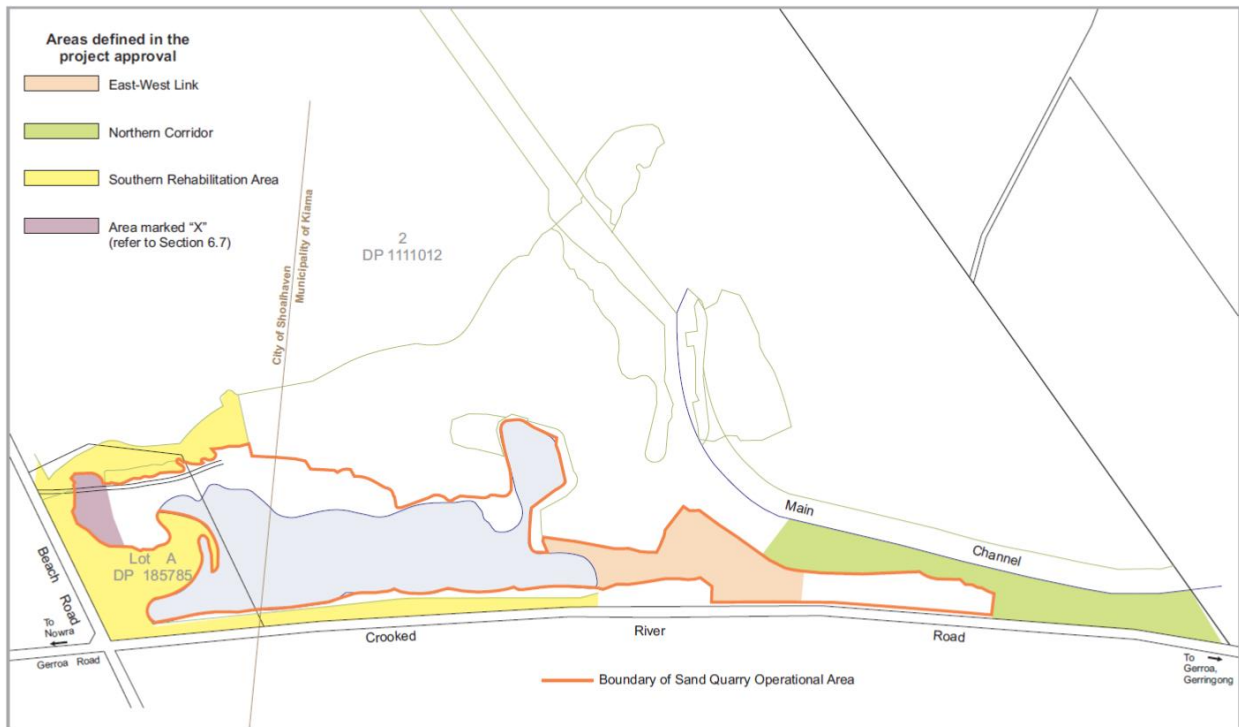 Areas defined in the
project approval
East-West Link
Northern Corridor
Southern Rehabilitation Area
Area marked "X"
(refer to Section 6.7)
City of Shoalhaven
Municipality of Kiama
2
DP 1111012
Main
Channel
Lot A
DP 185785
Beach Road
To
Nowra
Gerroa Road
Crooked
River
Road
To
Gerroa,
Gerringong
Boundary of Sand Quarry Operational Area